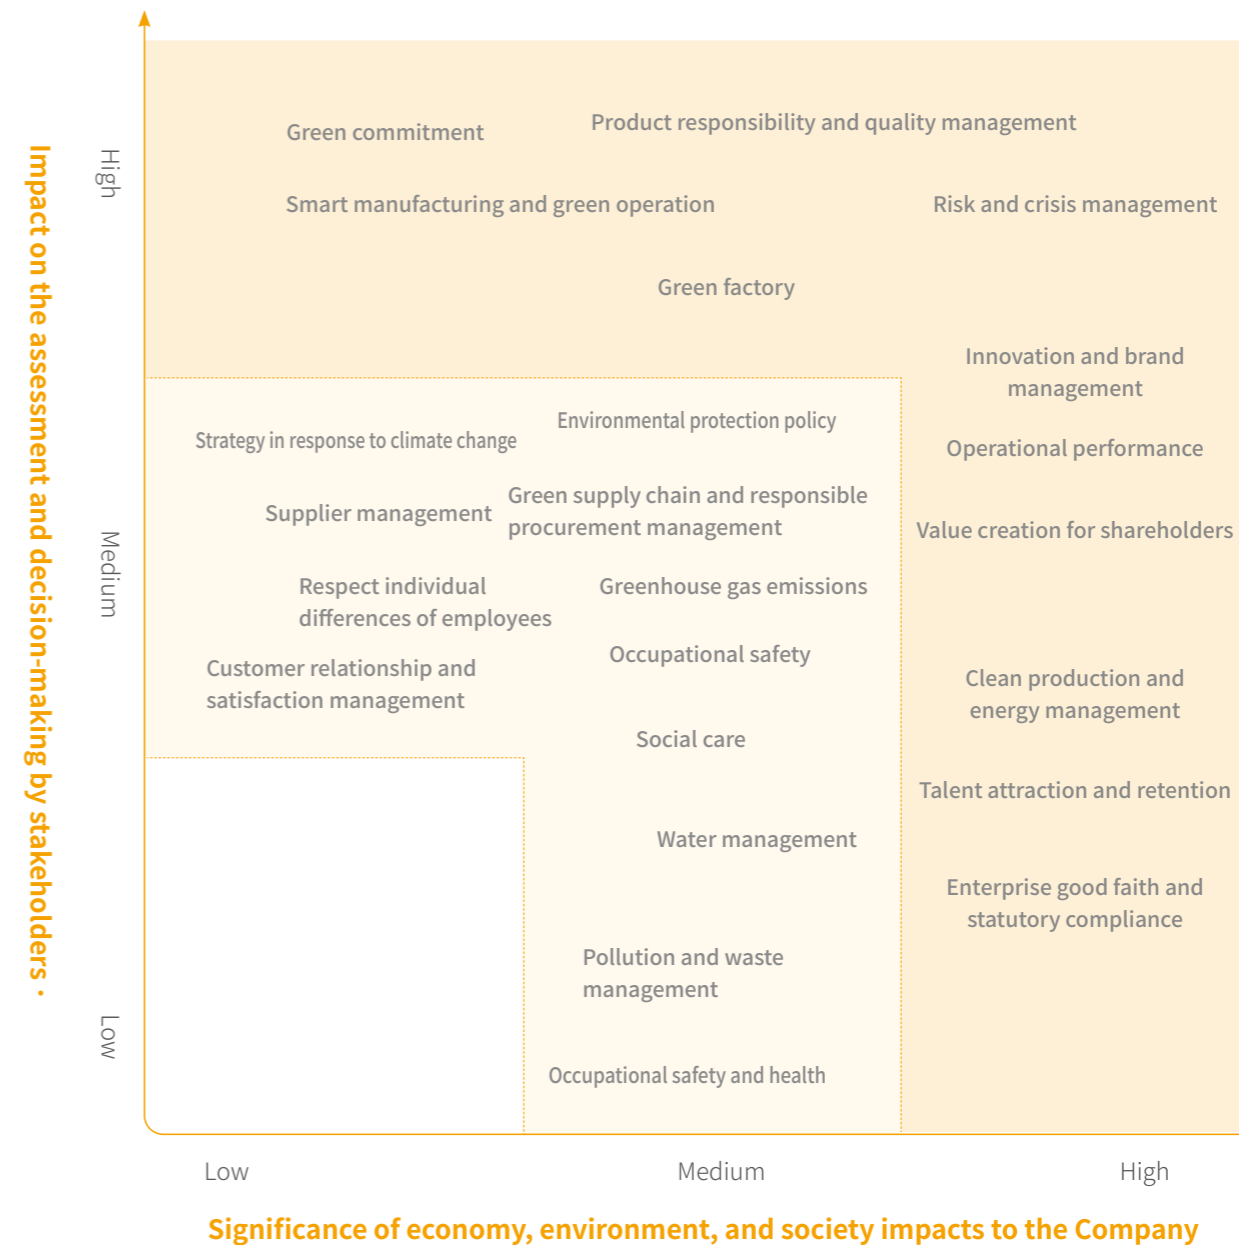 Impact on the assessment and decision-making by stakeholders ·
High
Medium
Low
Green commitment
Product responsibility and quality management
Smart manufacturing and green operation
Risk and crisis management
Green factory
Innovation and brand
management
Strategy in response to climate change
Environmental protection policy
Operational performance
Supplier management
Green supply chain and responsible
procurement management
Value creation for shareholders
Respect individual
differences of employees
Greenhouse gas emissions
Occupational safety
Customer relationship and
satisfaction management
Clean production and
energy management
Social care
Talent attraction and retention
Water management
Enterprise good faith and
statutory compliance
Pollution and waste
management
Occupational safety and health
Low
Medium
High
Significance of economy, environment, and society impacts to the Company